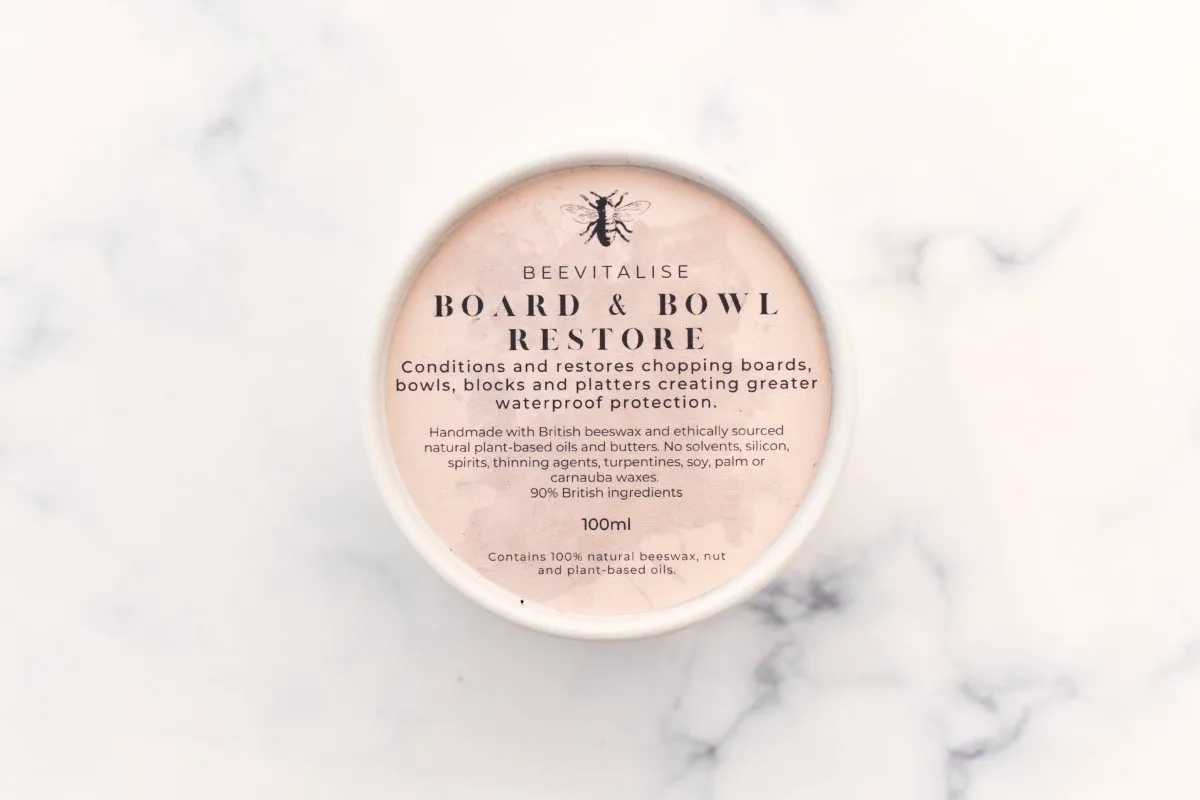 BEEVITALISE
BOARD & BOWL
RESTORE
Conditions and restores chopping boards,
bowls, blocks and platters creating greater
waterproof protection.
Handmade with British beeswax and ethically sourced
natural plant-based oils and butters. No solvents, silicon,
spirits, thinning agents, turpentines, soy, palm or
carnauba waxes.
90% British ingredients
100ml
Contains 100% natural beeswax, nut
and plant-based oils.